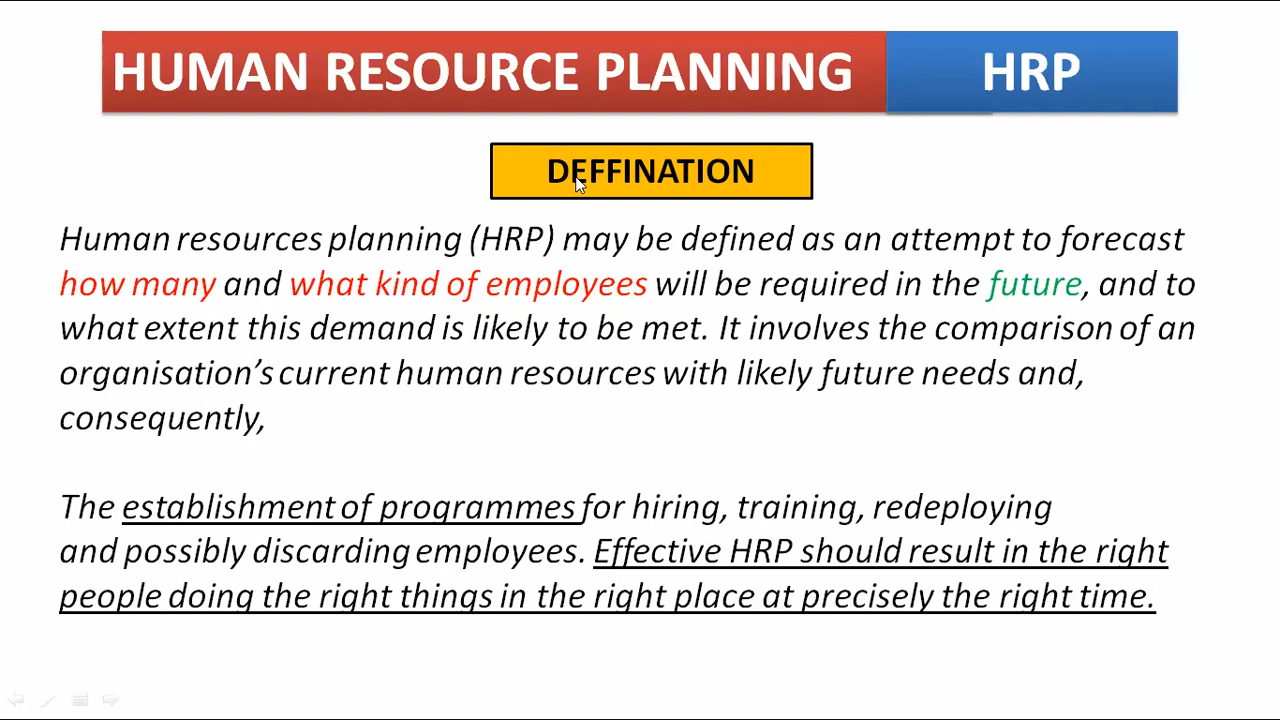 HUMAN RESOURCE PLANNING HRP
DEFFINATION
Human resources planning (HRP) may be defined as an attempt to forecast
how many and what kind of employees will be required in the future, and to
what extent this demand is likely to be met. It involves the comparison of an
organisation’s current human resources with likely future needs and,
consequently,
The establishment of programmes for hiring, training, redeploying
and possibly discarding employees. Effective HRP should result in the right
people doing the right things in the right place at precisely the right time.